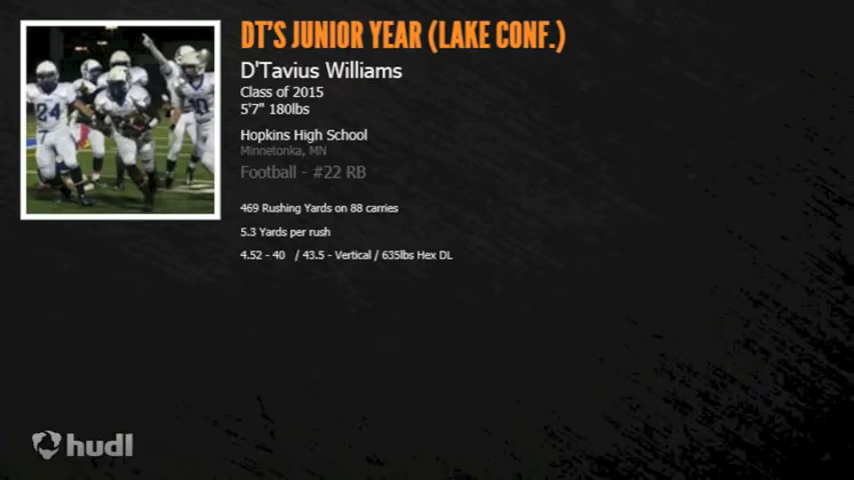 DT'S JUNIOR YEAR (LAKE CONF.)
D'Tavius Williams
Class of 2015
5'7" 180lbs
Hopkins High School
Minnetonka, MN
Football - #22 RB
469 Rushing Yards on 88 carries
5.3 Yards per rush
4.52 - 40 / 43.5 - Vertical / 635lbs Hex DL
24
hudl